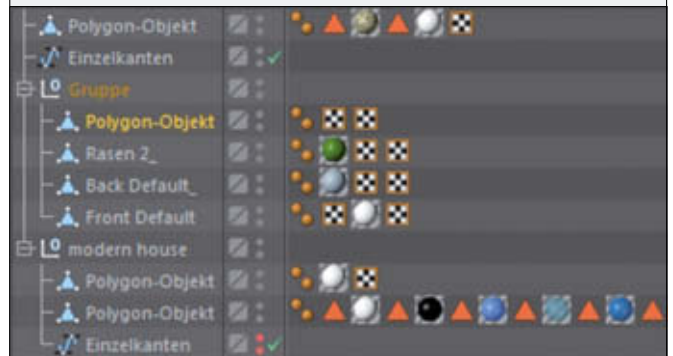 Polygon-Objekt
Einzelkanten
Gruppe
Polygon-Objekt
Rasen 2_
Back Default_
Front Default
modern house
Polygon-Objekt
Polygon-Objekt
Einzelkanten